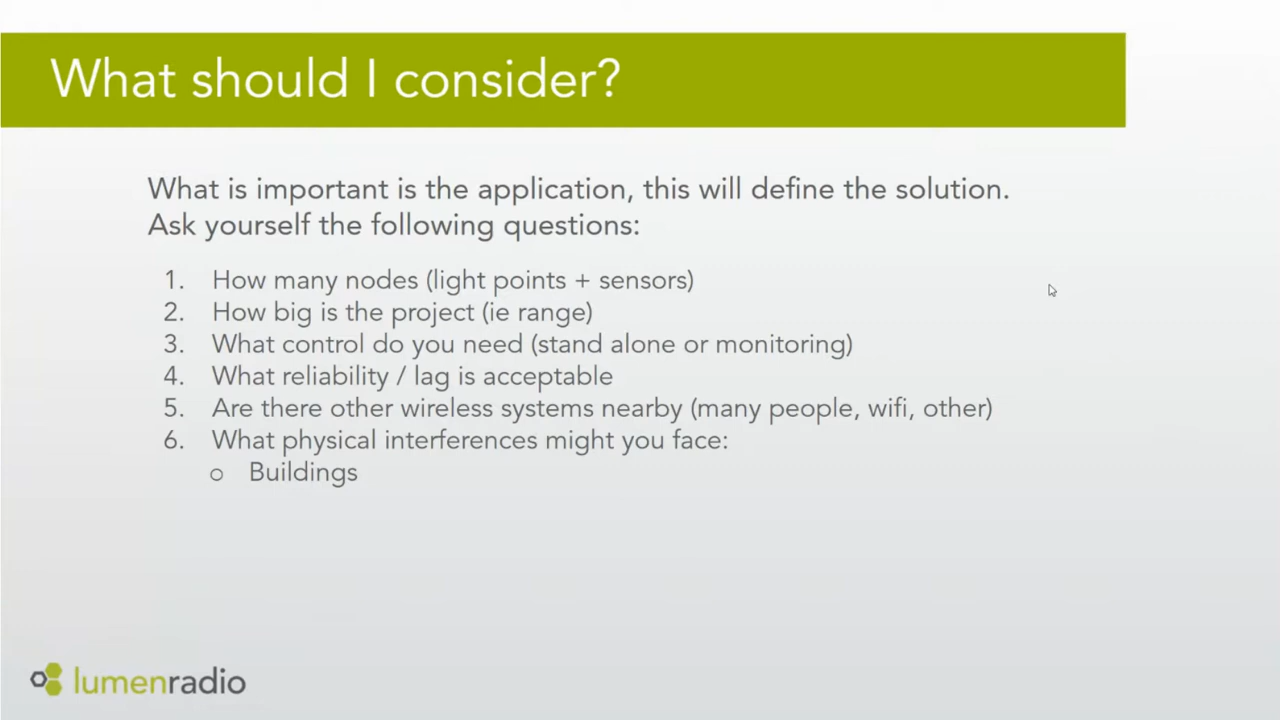 What should I consider?
What is important is the application, this will define the solution.
Ask yourself the following questions:
1. How many nodes (light points + sensors)
2. How big is the project (ie range)
3. What control do you need (stand alone or monitoring)
4. What reliability / lag is acceptable
5. Are there other wireless systems nearby (many people, wifi, other)
6. What physical interferences might you face:
o Buildings
lumenradio